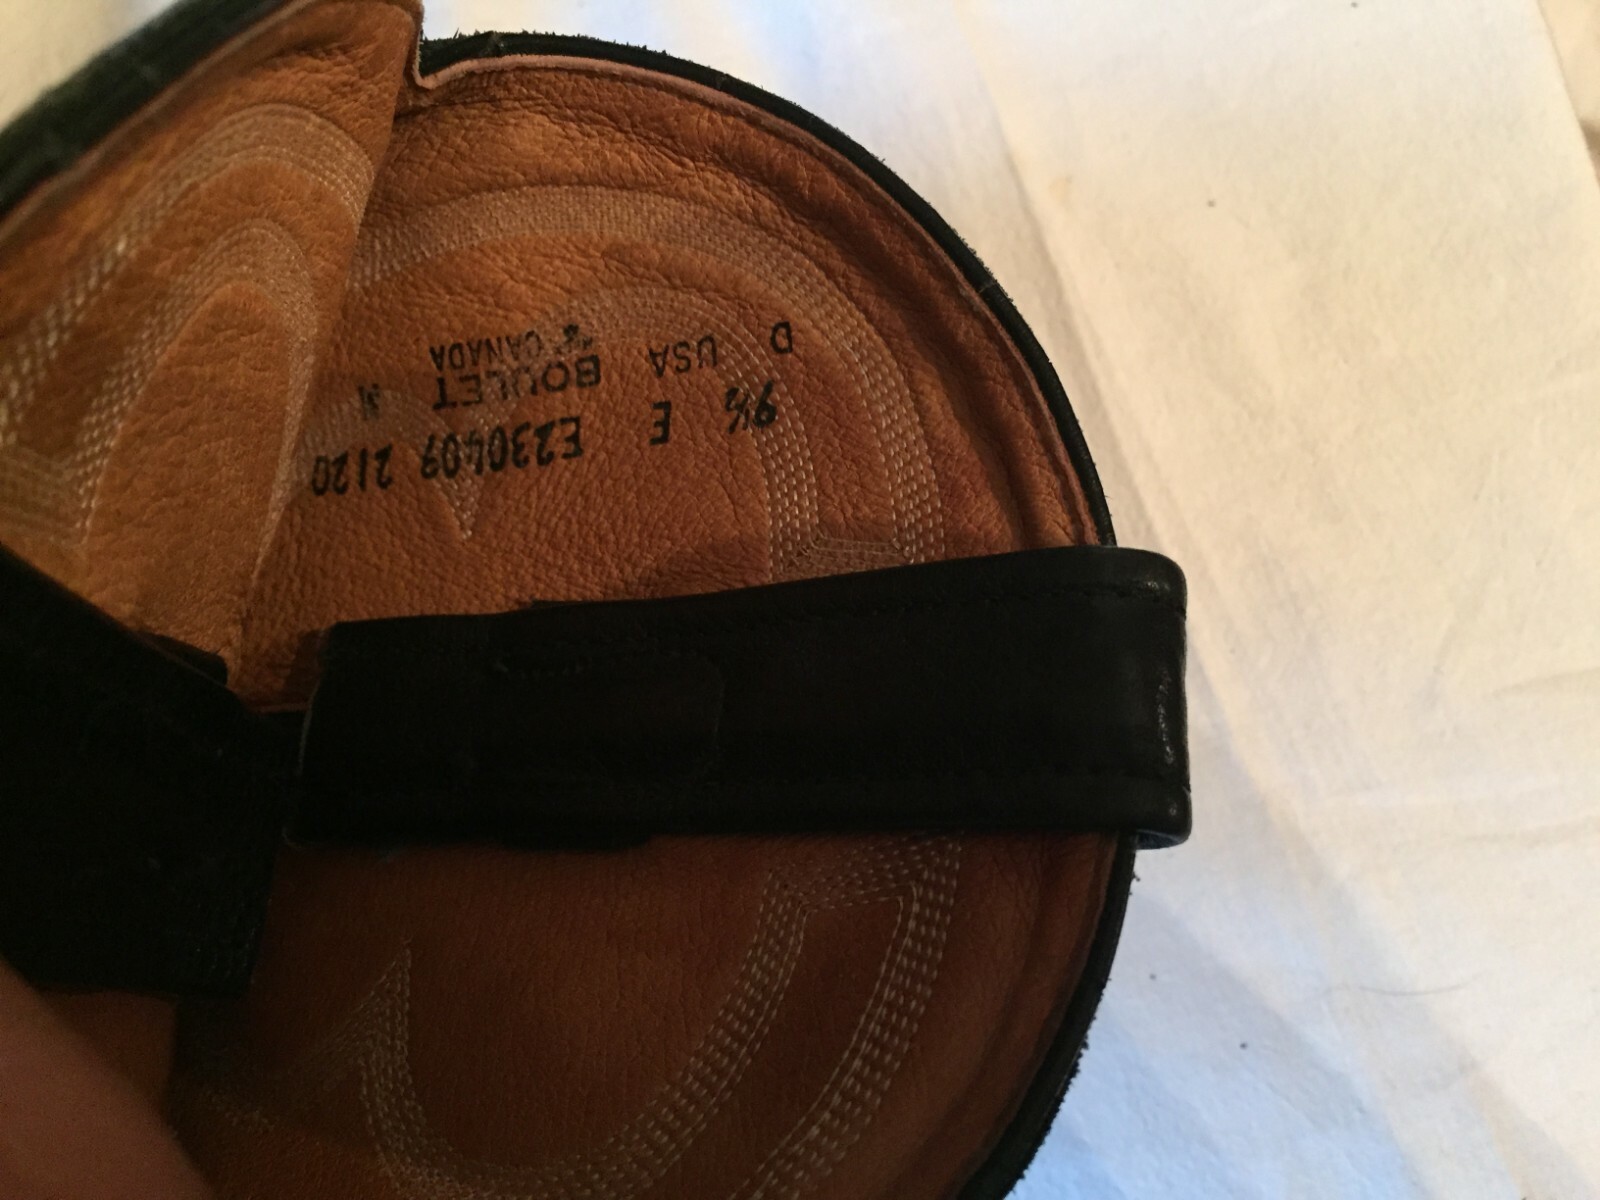 9½ E E230409 2120
D USA BOULET
CANADA